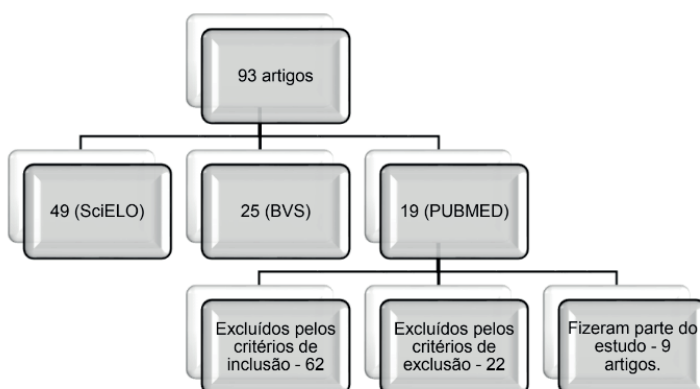 93 artigos
49 (SciELO)
25 (BVS)
19 (PUBMED)
Excluídos pelos
critérios de
inclusão - 62
Excluídos pelos
critérios de
exclusão - 22
Fizeram parte do
estudo - 9
artigos.